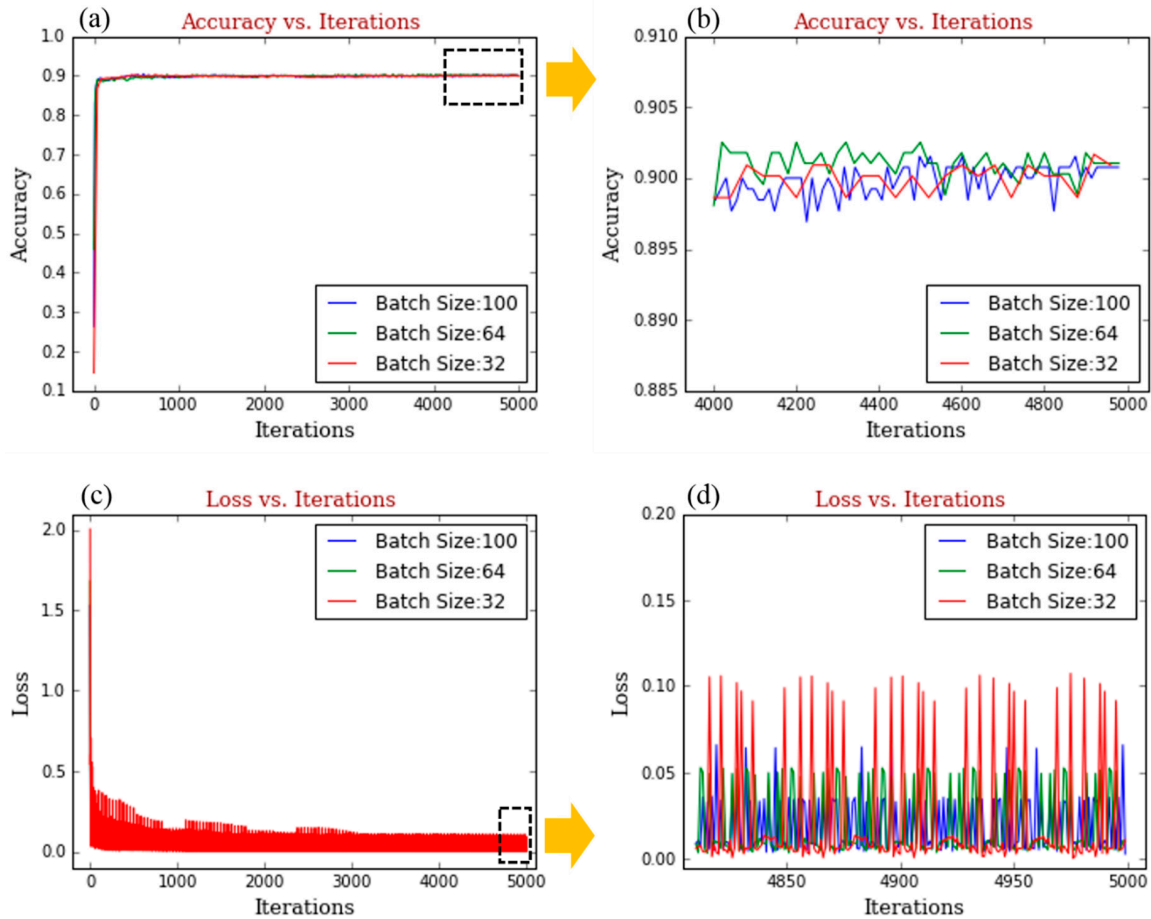 (a)
Accuracy vs. Iterations
1.0
0.9
0.8
0.7
0.6
0.5
0.4
0.3
0.2
0.1
Accuracy
0 1000 2000 3000 4000 5000
Iterations
Batch Size:100
Batch Size:64
Batch Size:32
(b)
Accuracy vs. Iterations
0.910
0.905
0.900
0.895
0.890
0.885
Accuracy
4000 4200 4400 4600 4800 5000
Iterations
Batch Size:100
Batch Size:64
Batch Size:32
(c)
Loss vs. Iterations
2.0
1.5
1.0
0.5
0.0
Loss
0 1000 2000 3000 4000 5000
Iterations
Batch Size:100
Batch Size:64
Batch Size:32
(d)
Loss vs. Iterations
0.20
0.15
0.10
0.05
0.00
Loss
4850 4900 4950 5000
Iterations
Batch Size:100
Batch Size:64
Batch Size:32